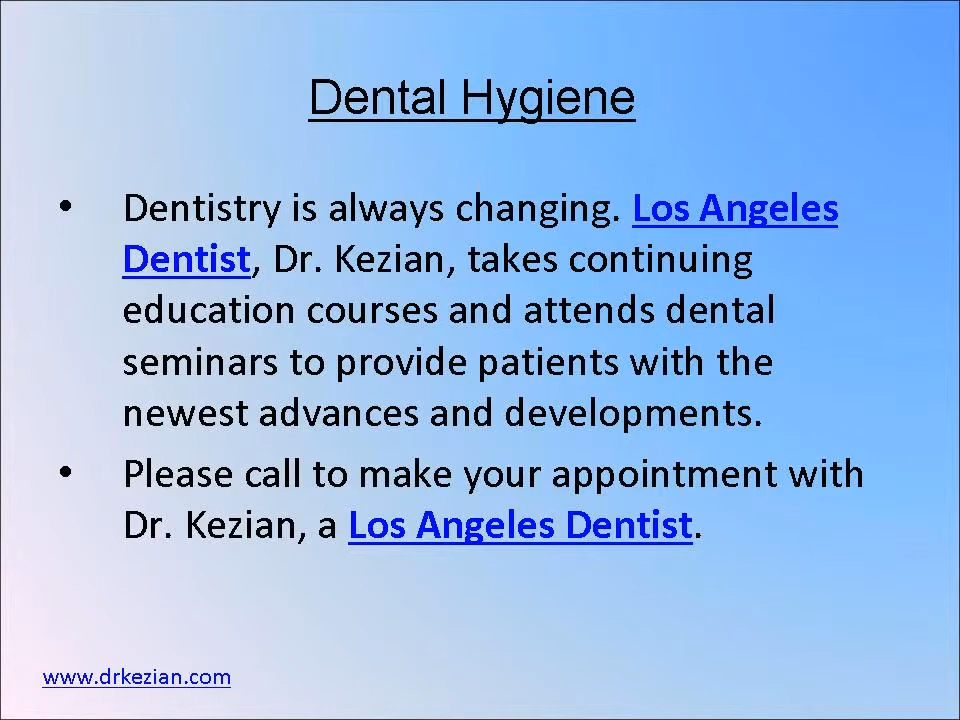 Dental Hygiene
• Dentistry is always changing. Los Angeles
Dentist, Dr. Kezian, takes continuing
education courses and attends dental
seminars to provide patients with the
newest advances and developments.
• Please call to make your appointment with
Dr. Kezian, a Los Angeles Dentist.
www.drkezian.com